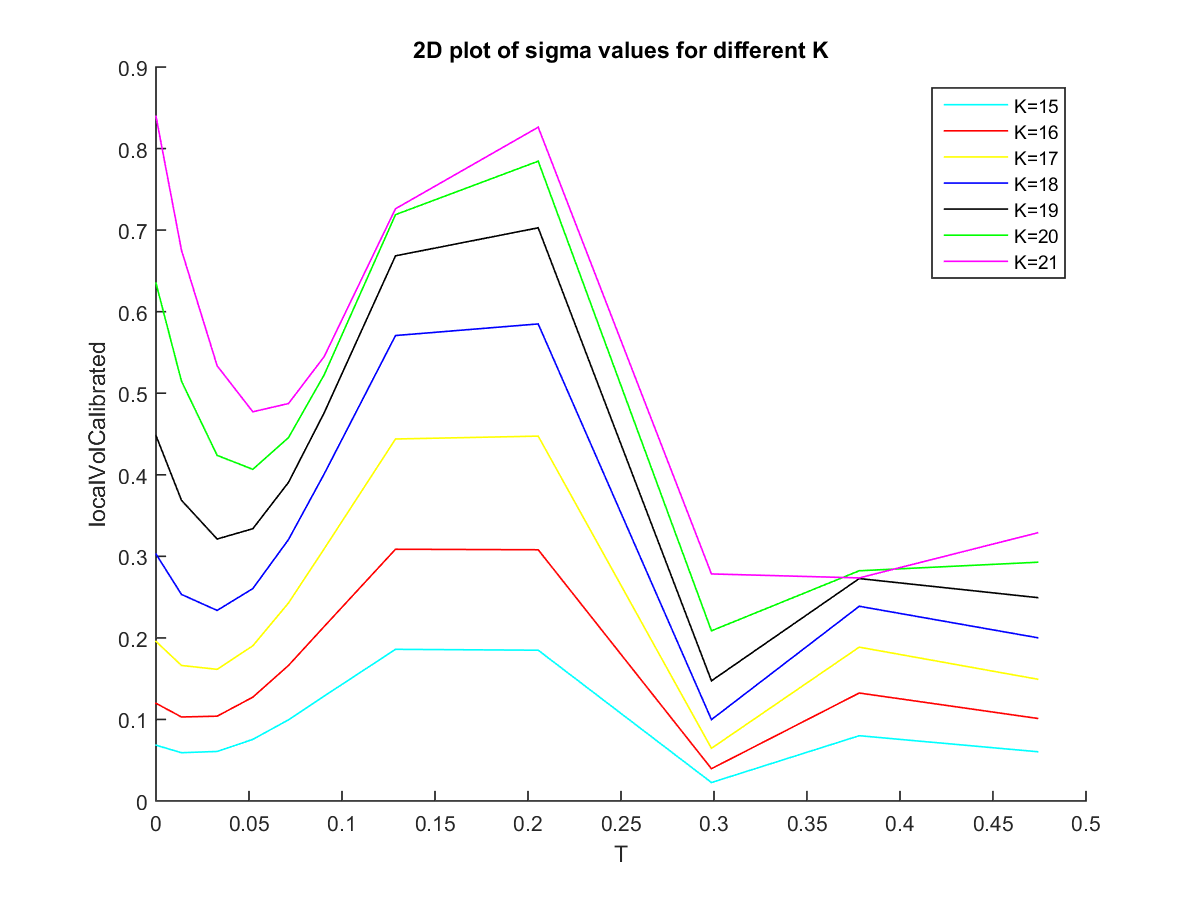 2D plot of sigma values for different K
0.9
0.8
0.7
0.6
0.5
0.4
0.3
0.2
0.1
0
localVolCalibrated
K=15
K=16
K=17
K=18
K=19
K=20
K=21
0 0.05 0.1 0.15 0.2 0.25 0.3 0.35 0.4 0.45 0.5
T